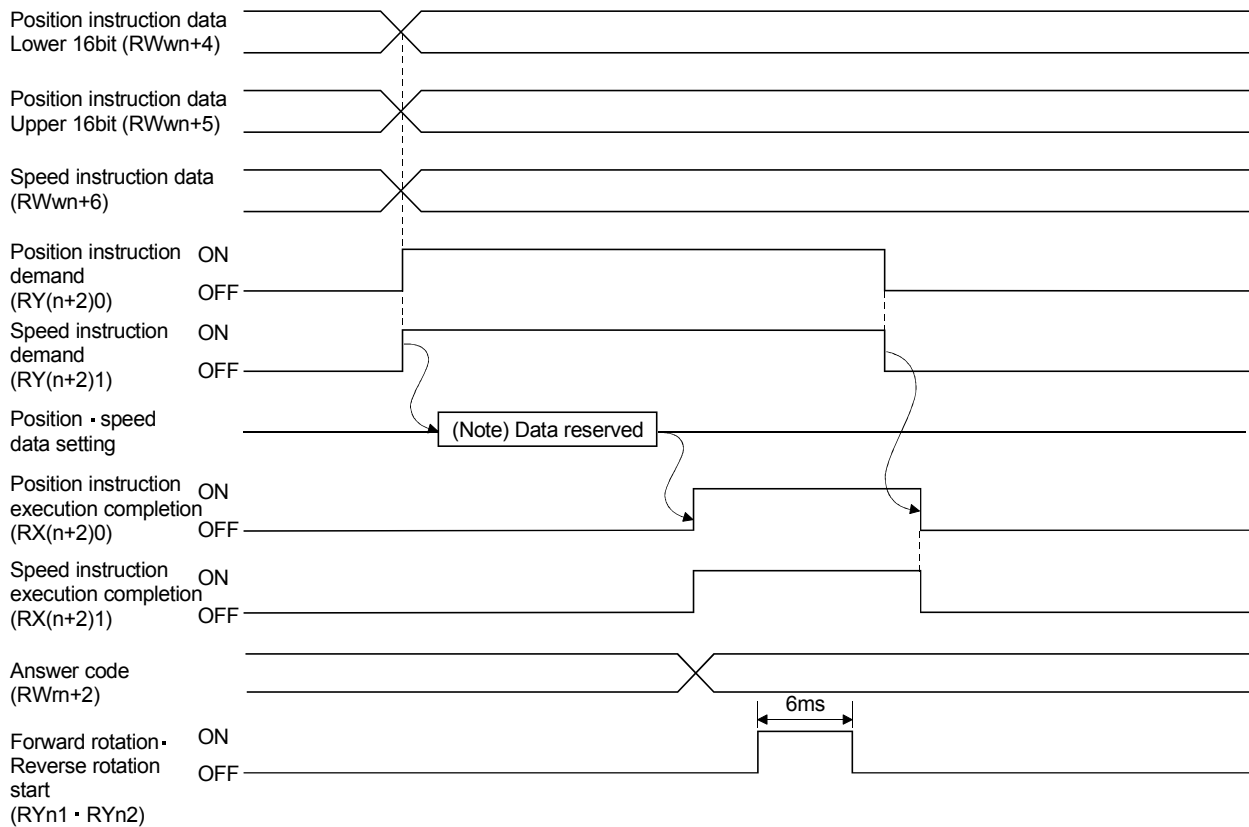 Position instruction data
Lower 16bit (RWwn+4)
Position instruction data
Upper 16bit (RWwn+5)
Speed instruction data
(RWwn+6)
Position instruction
demand
(RY(n+2)0)
ON
OFF
Speed instruction
demand
(RY(n+2)1)
ON
OFF
Position ▪ speed
data setting
(Note) Data reserved
Position instruction
execution completion
(RX(n+2)0)
ON
OFF
Speed instruction
execution completion
(RX(n+2)1)
ON
OFF
Answer code
(RWrn+2)
6ms
Forward rotation ▪
Reverse rotation
start
(RYn1 ▪ RYn2)
ON
OFF